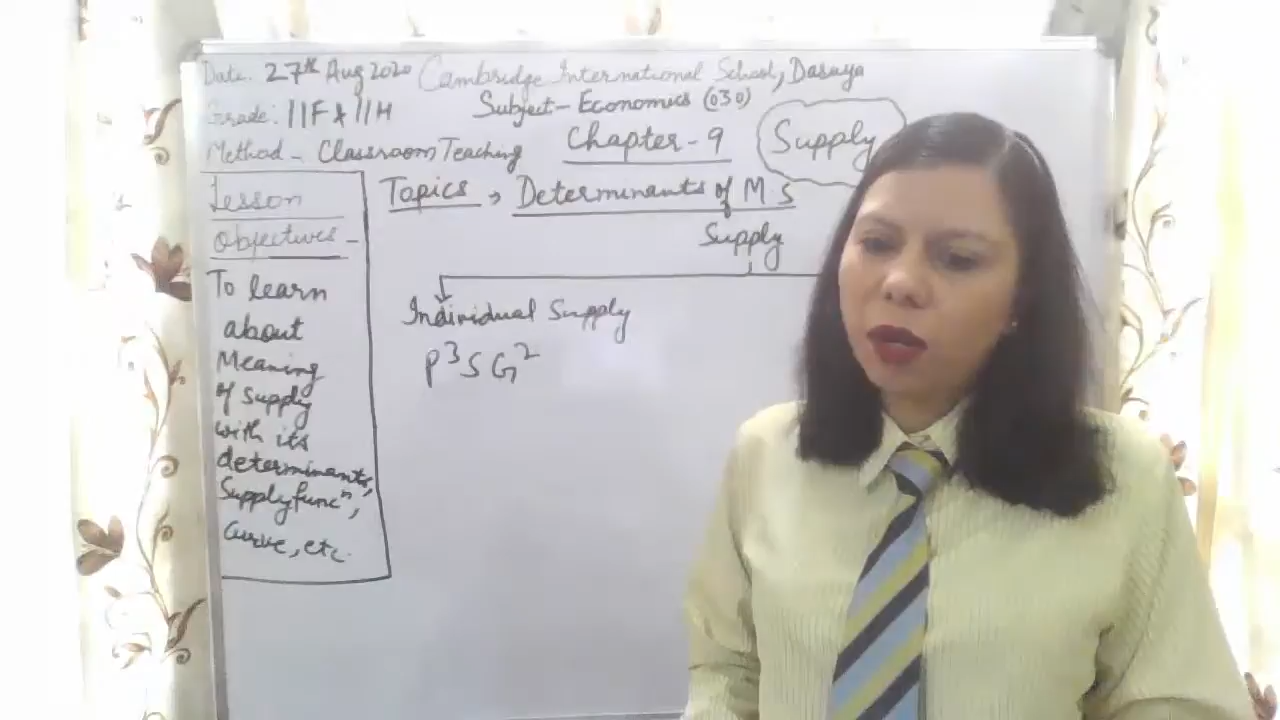 Date: 27th Aug 2020 Cambridge International School, Dasuya
Grade: 11F & 11H Subject - Economics (030)
Method - Classroom Teaching Chapter - 9 Supply
Lesson
Objectives -
To learn
about
Meaning
of supply
with its
determinants,
Supply funcⁿ,
curve, etc.
Topics → Determinants of M S
Supply
Individual Supply
P³SG²